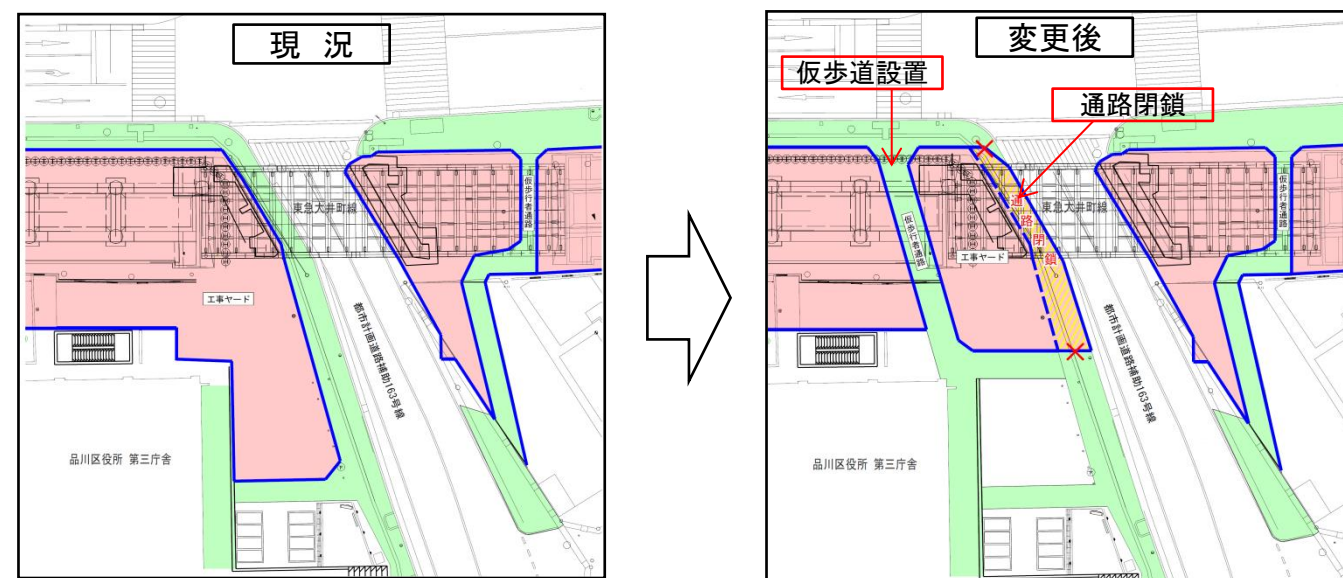 現 況
東急大井町線
仮歩行者通路
工事ヤード
都市計画道路補助163号線
品川区役所 第三庁舎
変更後
仮歩道設置
通路閉鎖
通路閉鎖
東急大井町線
仮歩行者通路
仮歩行者通路
工事ヤード
都市計画道路補助163号線
品川区役所 第三庁舎